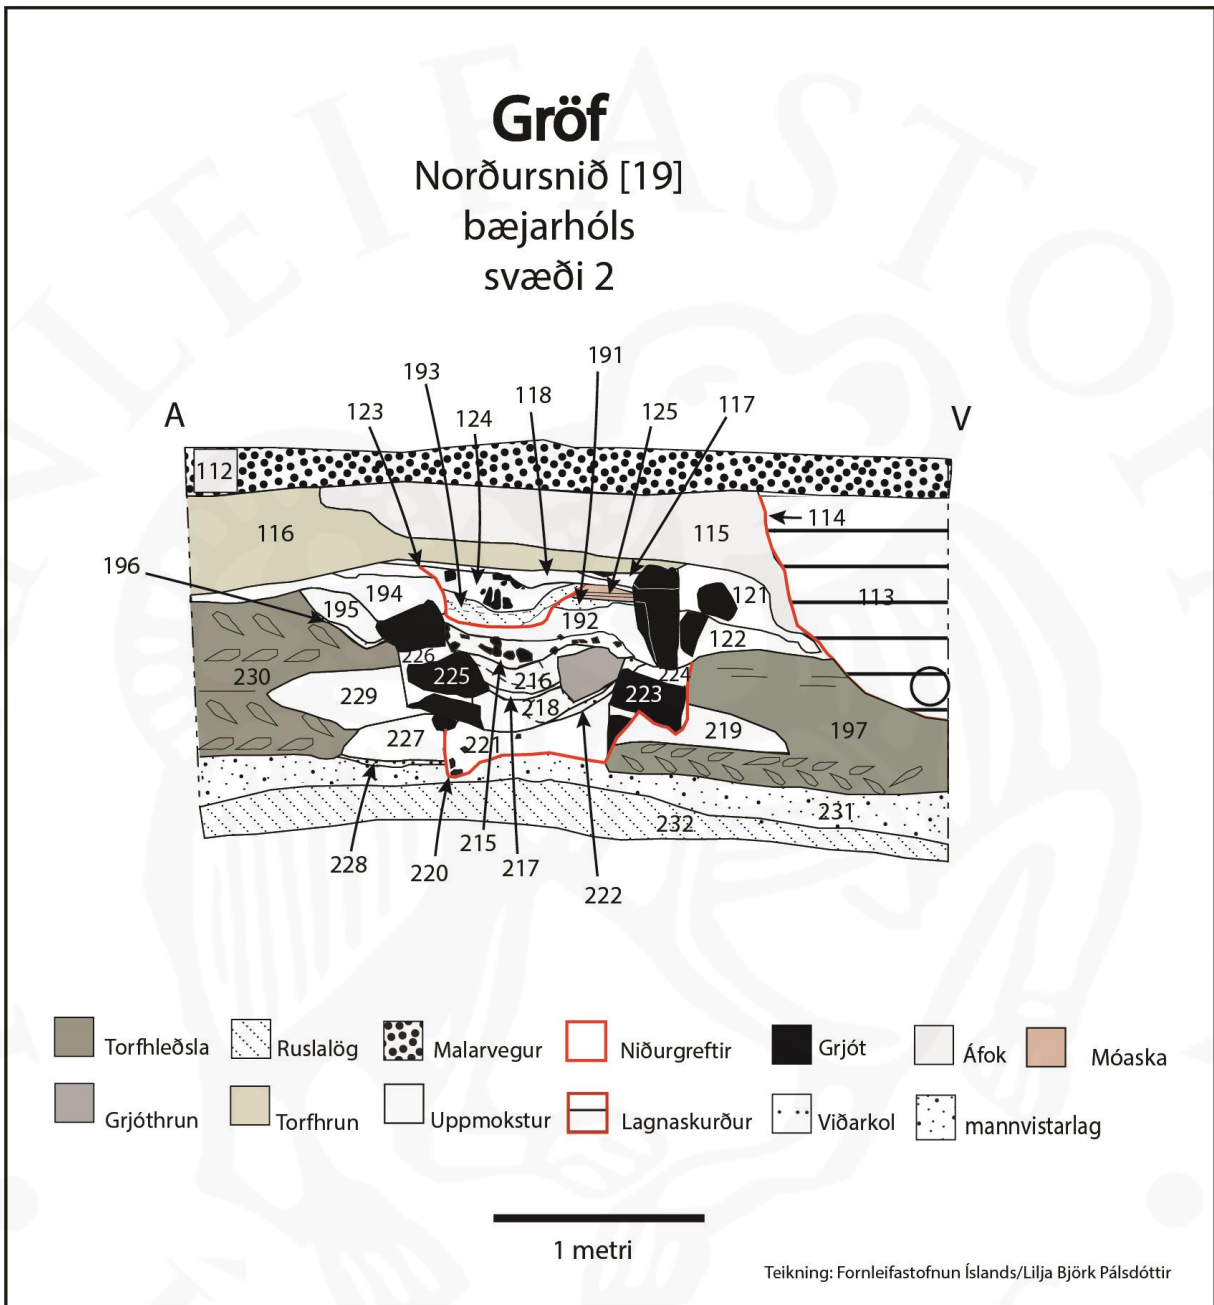 Gröf
Norðursnið [19]
bæjarhóls
svæði 2
191
193
118
125
117
123
124
A
V
112
114
116
115
196
194
121
113
195
192
122
226
224
230
225
216
223
229
218
219
197
227
221
231
232
215
228
217
220
222
Torfhleðsla
Ruslalög
Malarvegur
Niðurgreftir
Grjót
Áfok
Móaska
Grjóthrun
Torfhrun
Uppmokstur
Lagnaskurður
Viðarkol
mannvistarlag
1 metri
Teikning: Fornleifastofnun Íslands/Lilja Björk Pálsdóttir